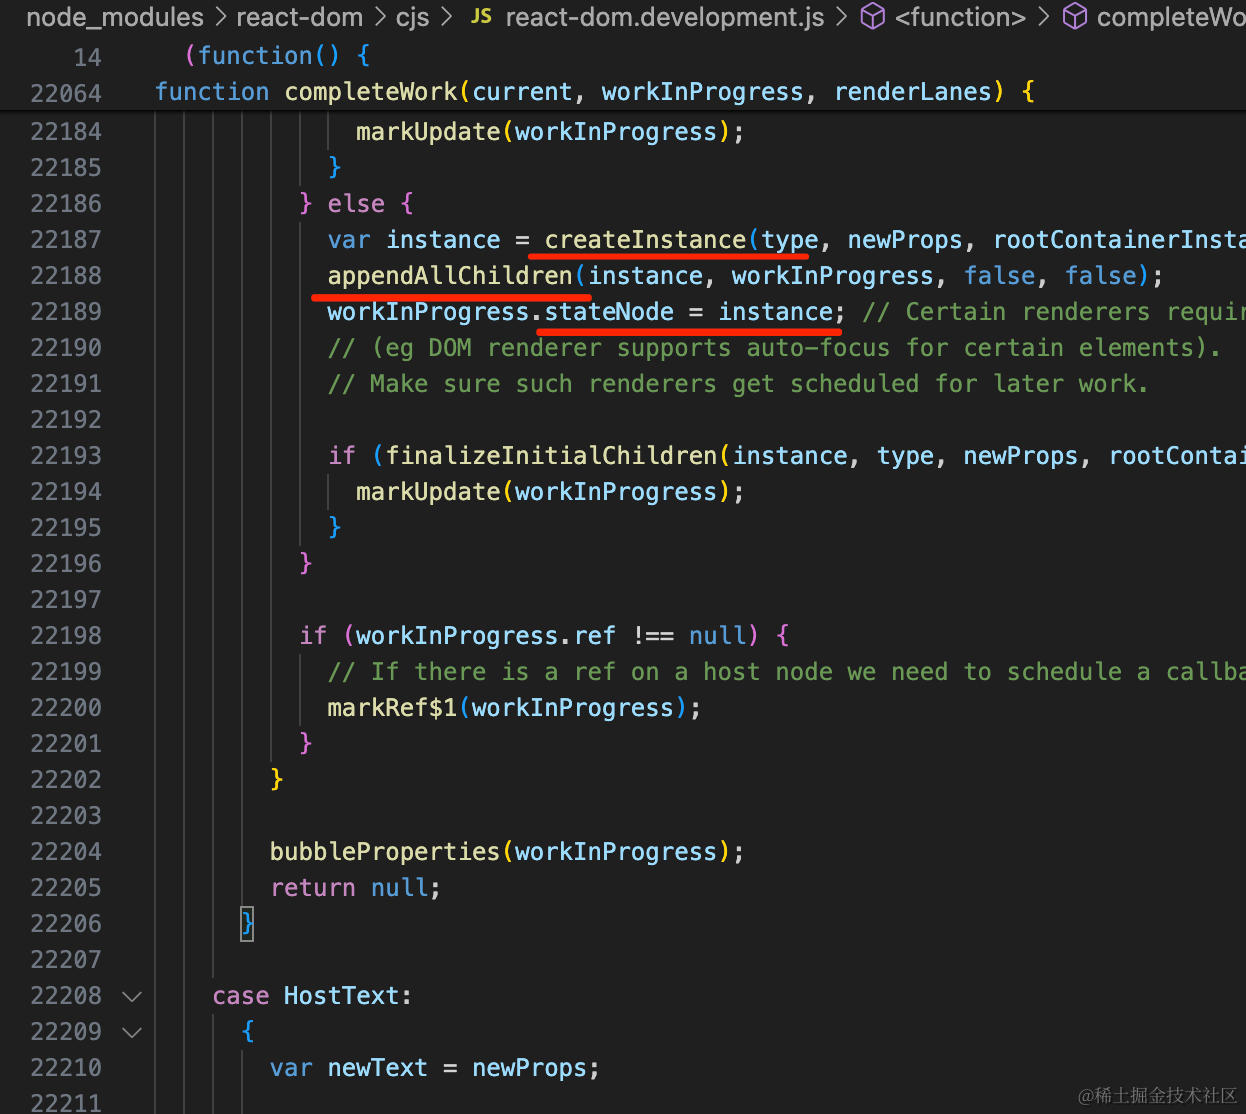 node_modules > react-dom > cjs > JS react-dom.development.js > <function> > completeWo
14 (function() {
22064 function completeWork(current, workInProgress, renderLanes) {
22184 markUpdate(workInProgress);
22185 }
22186 } else {
22187 var instance = createInstance(type, newProps, rootContainerInsta
22188 appendAllChildren(instance, workInProgress, false, false);
22189 workInProgress.stateNode = instance; // Certain renderers requir
22190 // (eg DOM renderer supports auto-focus for certain elements).
22191 // Make sure such renderers get scheduled for later work.
22192
22193 if (finalizeInitialChildren(instance, type, newProps, rootContai
22194 markUpdate(workInProgress);
22195 }
22196 }
22197
22198 if (workInProgress.ref !== null) {
22199 // If there is a ref on a host node we need to schedule a callba
22200 markRef$1(workInProgress);
22201 }
22202 }
22203
22204 bubbleProperties(workInProgress);
22205 return null;
22206 }
22207
22208 case HostText:
22209 {
22210 var newText = newProps;
22211
@稀土掘金技术社区